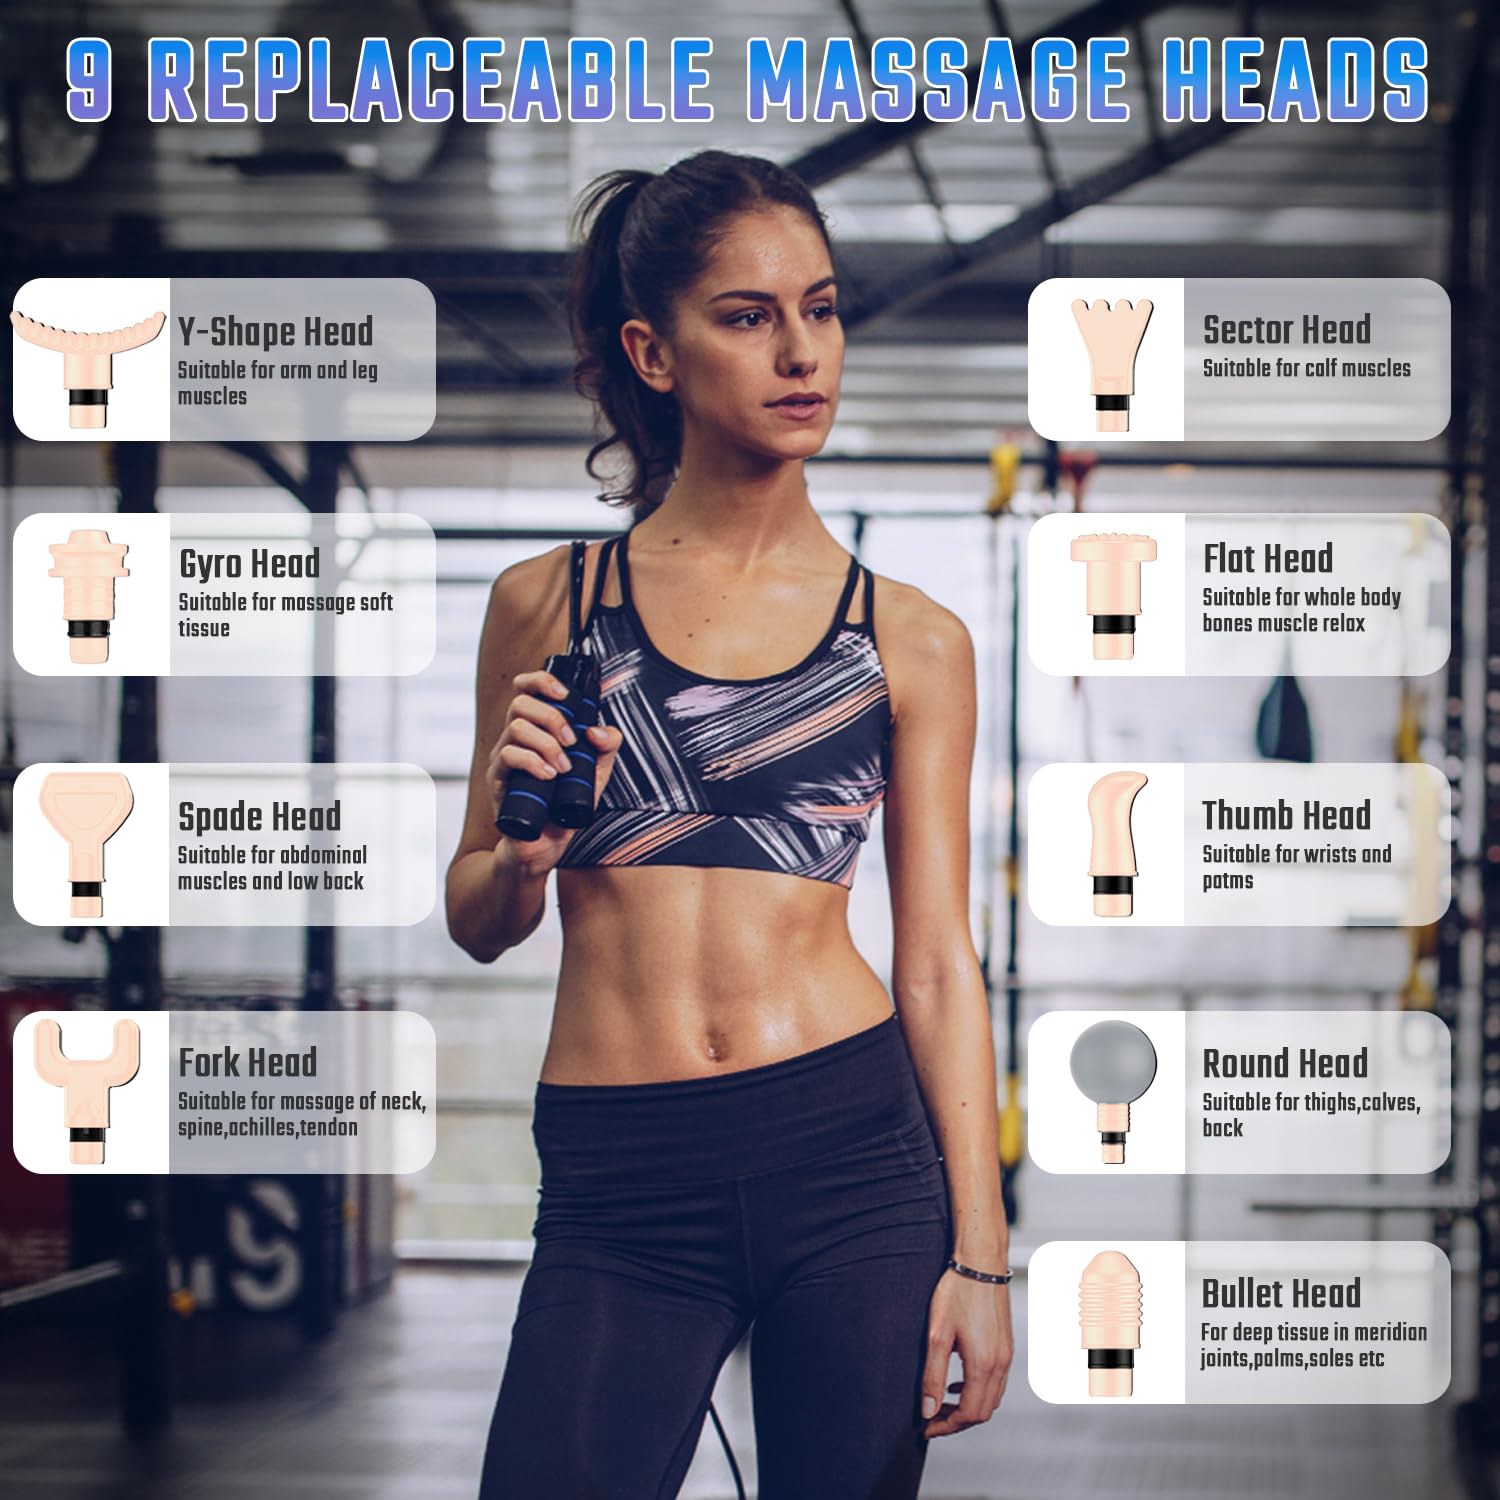 9 REPLACEABLE MASSAGE HEADS
Y-Shape Head
Suitable for arm and leg
muscles
Gyro Head
Suitable for massage soft
tissue
Spade Head
Suitable for abdominal
muscles and low back
Fork Head
Suitable for massage of neck,
spine,achilles,tendon
Sector Head
Suitable for calf muscles
Flat Head
Suitable for whole body
bones muscle relax
Thumb Head
Suitable for wrists and
patms
Round Head
Suitable for thighs,calves,
back
Bullet Head
For deep tissue in meridian
joints,palms,soles etc